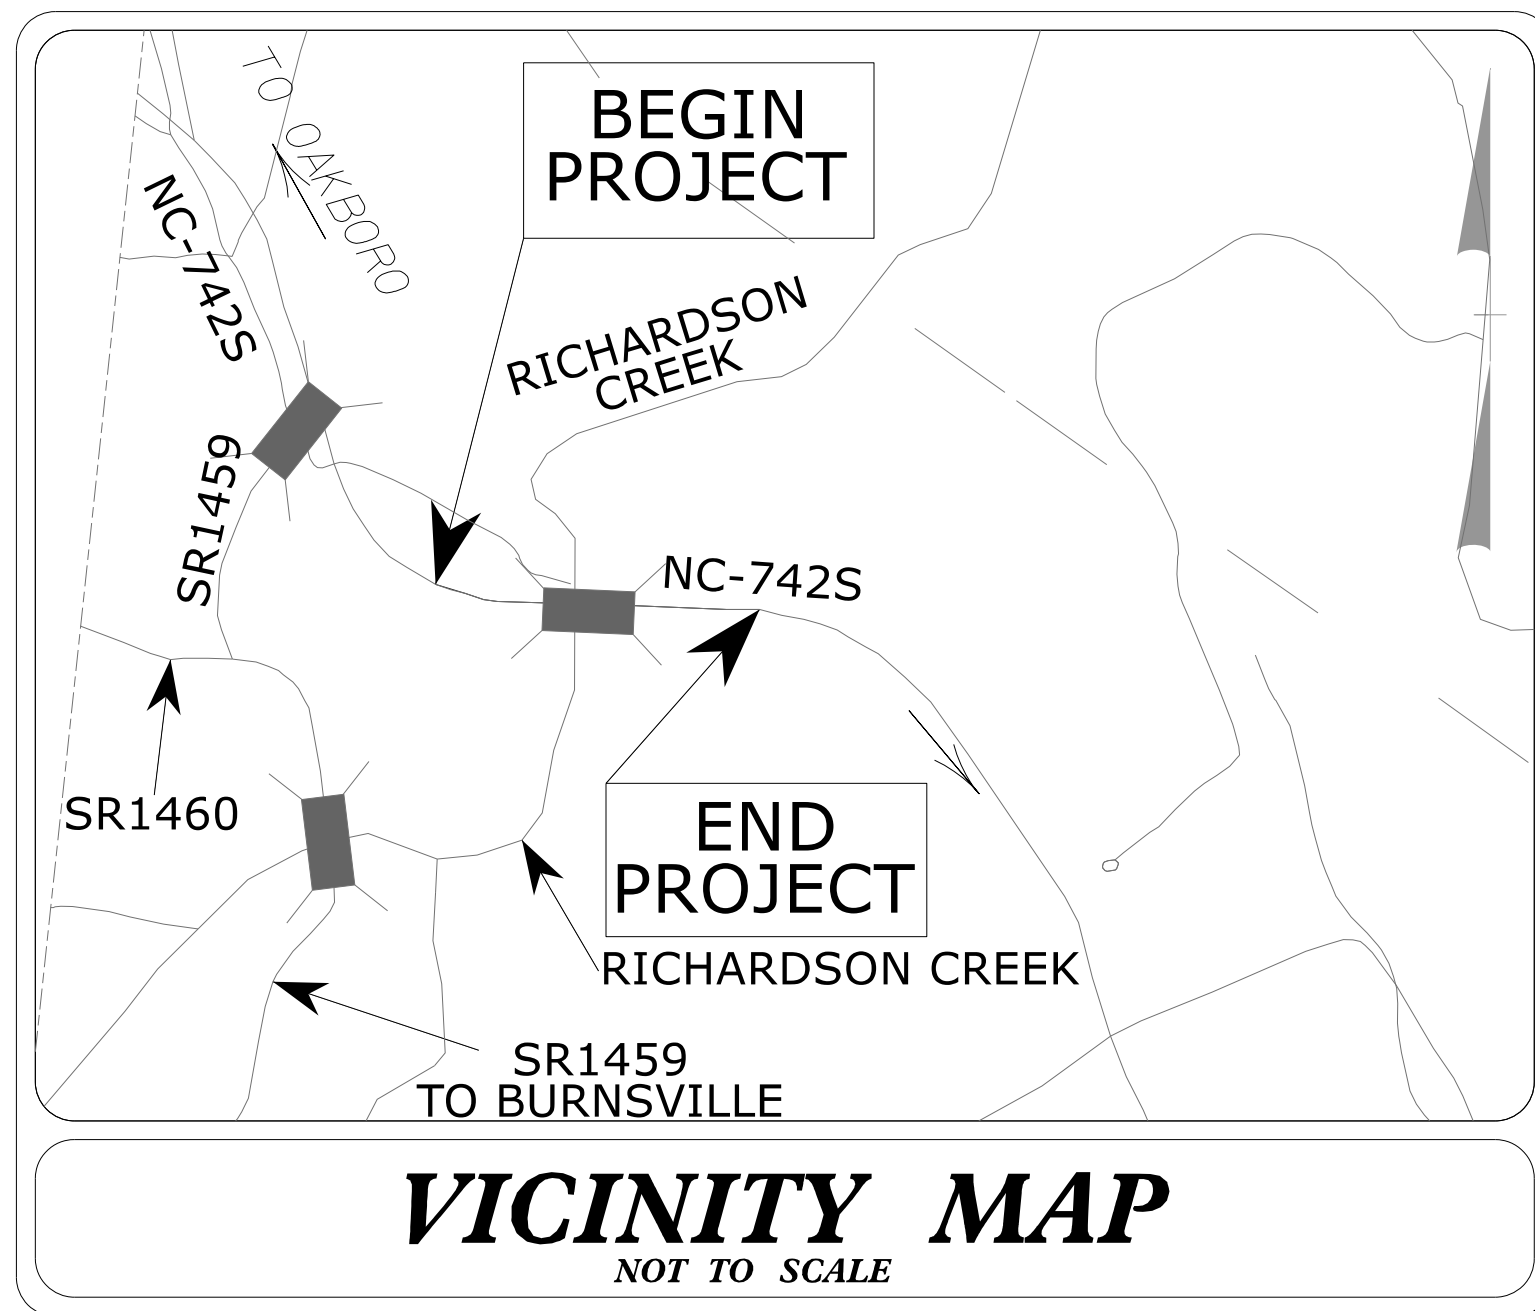 TO OAKBORO
BEGIN
PROJECT
NC-742S
RICHARDSON
CREEK
SR1459
NC-742S
SR1460
END
PROJECT
RICHARDSON CREEK
SR1459
TO BURNSVILLE
VICINITY MAP
NOT TO SCALE